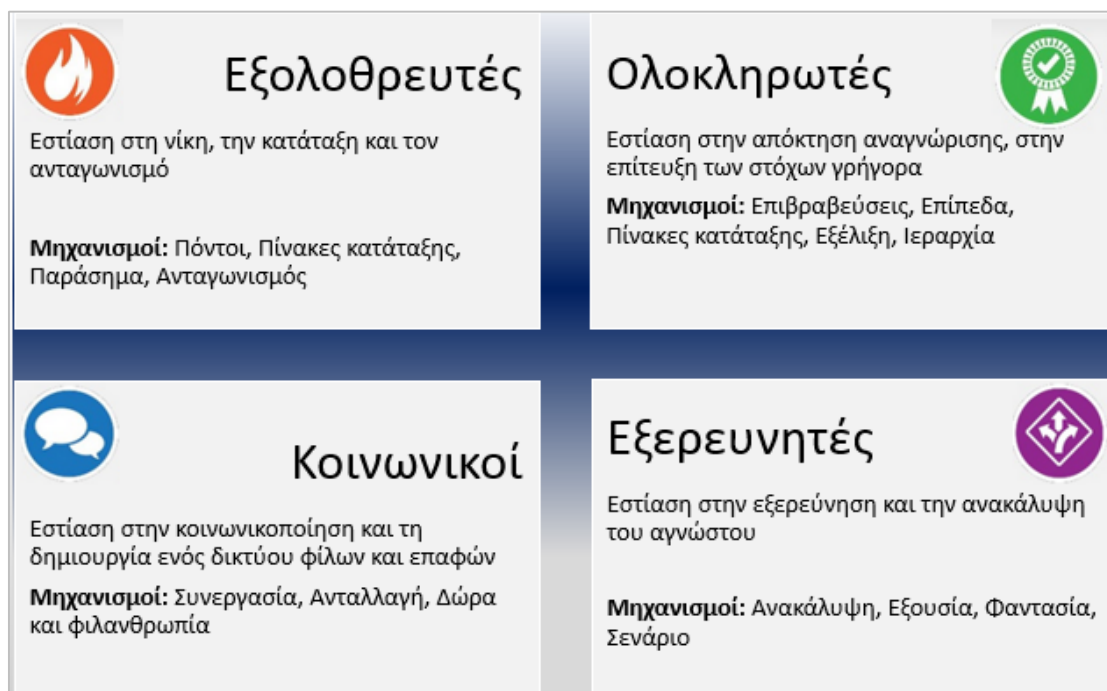 Εξολοθρευτές
Εστίαση στη νίκη, την κατάταξη και τον
ανταγωνισμό
Μηχανισμοί: Πόντοι, Πίνακες κατάταξης,
Παράσημα, Ανταγωνισμός
Ολοκληρωτές
Εστίαση στην απόκτηση αναγνώρισης, στην
επίτευξη των στόχων γρήγορα
Μηχανισμοί: Επιβραβεύσεις, Επίπεδα,
Πίνακες κατάταξης, Εξέλιξη, Ιεραρχία
Κοινωνικοί
Εστίαση στην κοινωνικοποίηση και τη
δημιουργία ενός δικτύου φίλων και επαφών
Μηχανισμοί: Συνεργασία, Ανταλλαγή, Δώρα
και φιλανθρωπία
Εξερευνητές
Εστίαση στην εξερεύνηση και την ανακάλυψη
του αγνώστου
Μηχανισμοί: Ανακάλυψη, Εξουσία, Φαντασία,
Σενάριο